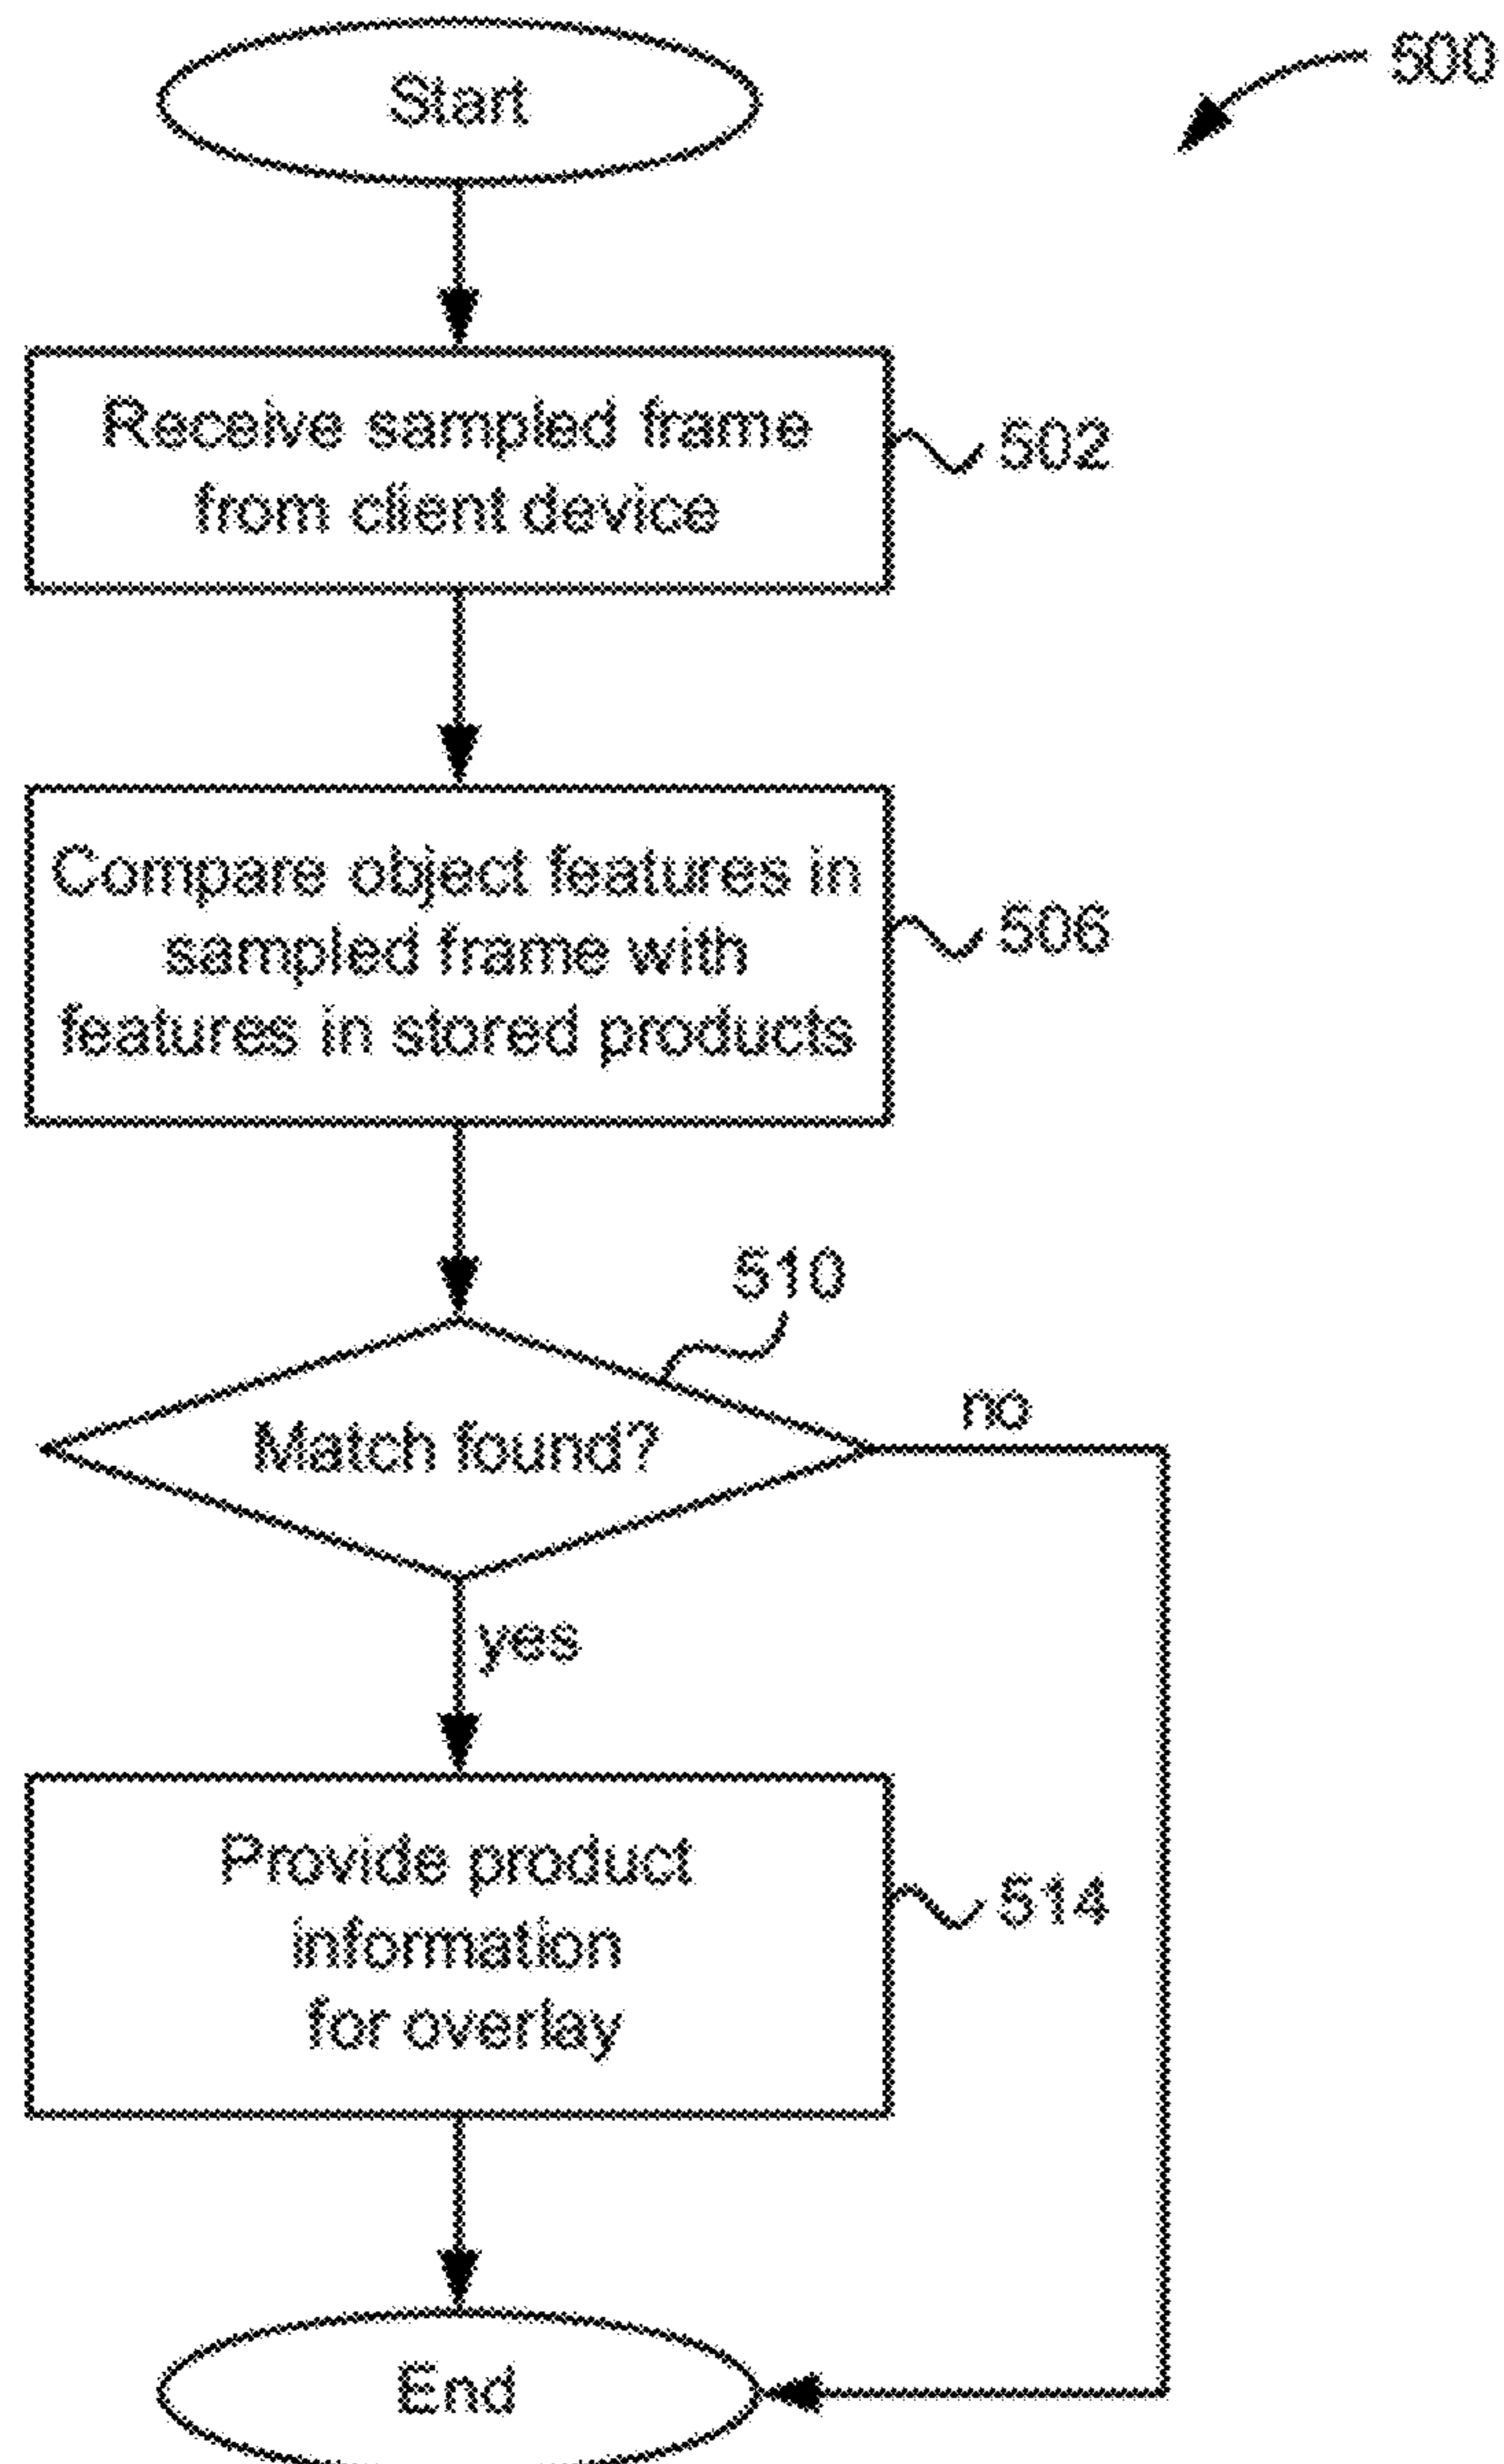 Start
500
Receive sampled frame
from client device
502
Compare object features in
sampled frame with
features in stored products
506
510
Match found?
no
yes
Provide product
information
for overlay
514
End